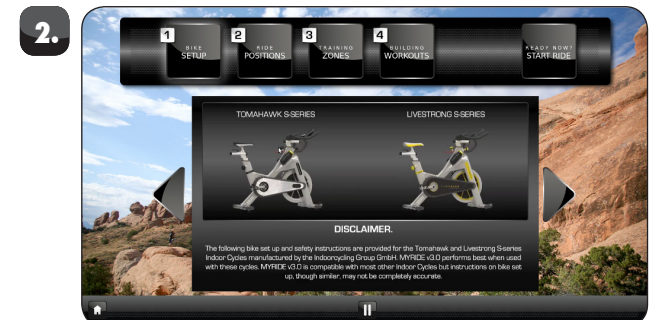 2.
1
BIKE
SETUP
2
RIDE
POSITIONS
3
TRAINING
ZONES
4
BUILDING
WORKOUTS
READY NOW?
START RIDE
TOMAHAWK S-SERIES
LIVESTRONG S-SERIES
DISCLAIMER.
The following bike set up and safety instructions are provided for the Tomahawk and Livestrong S-series
Indoor Cycles manufactured by the Indoorcycling Group GmbH. MYRIDE v3.0 performs best when used
with these cycles. MYRIDE v3.0 is compatible with most other Indoor Cycles but instructions on bike set
up, though similar, may not be completely accurate.